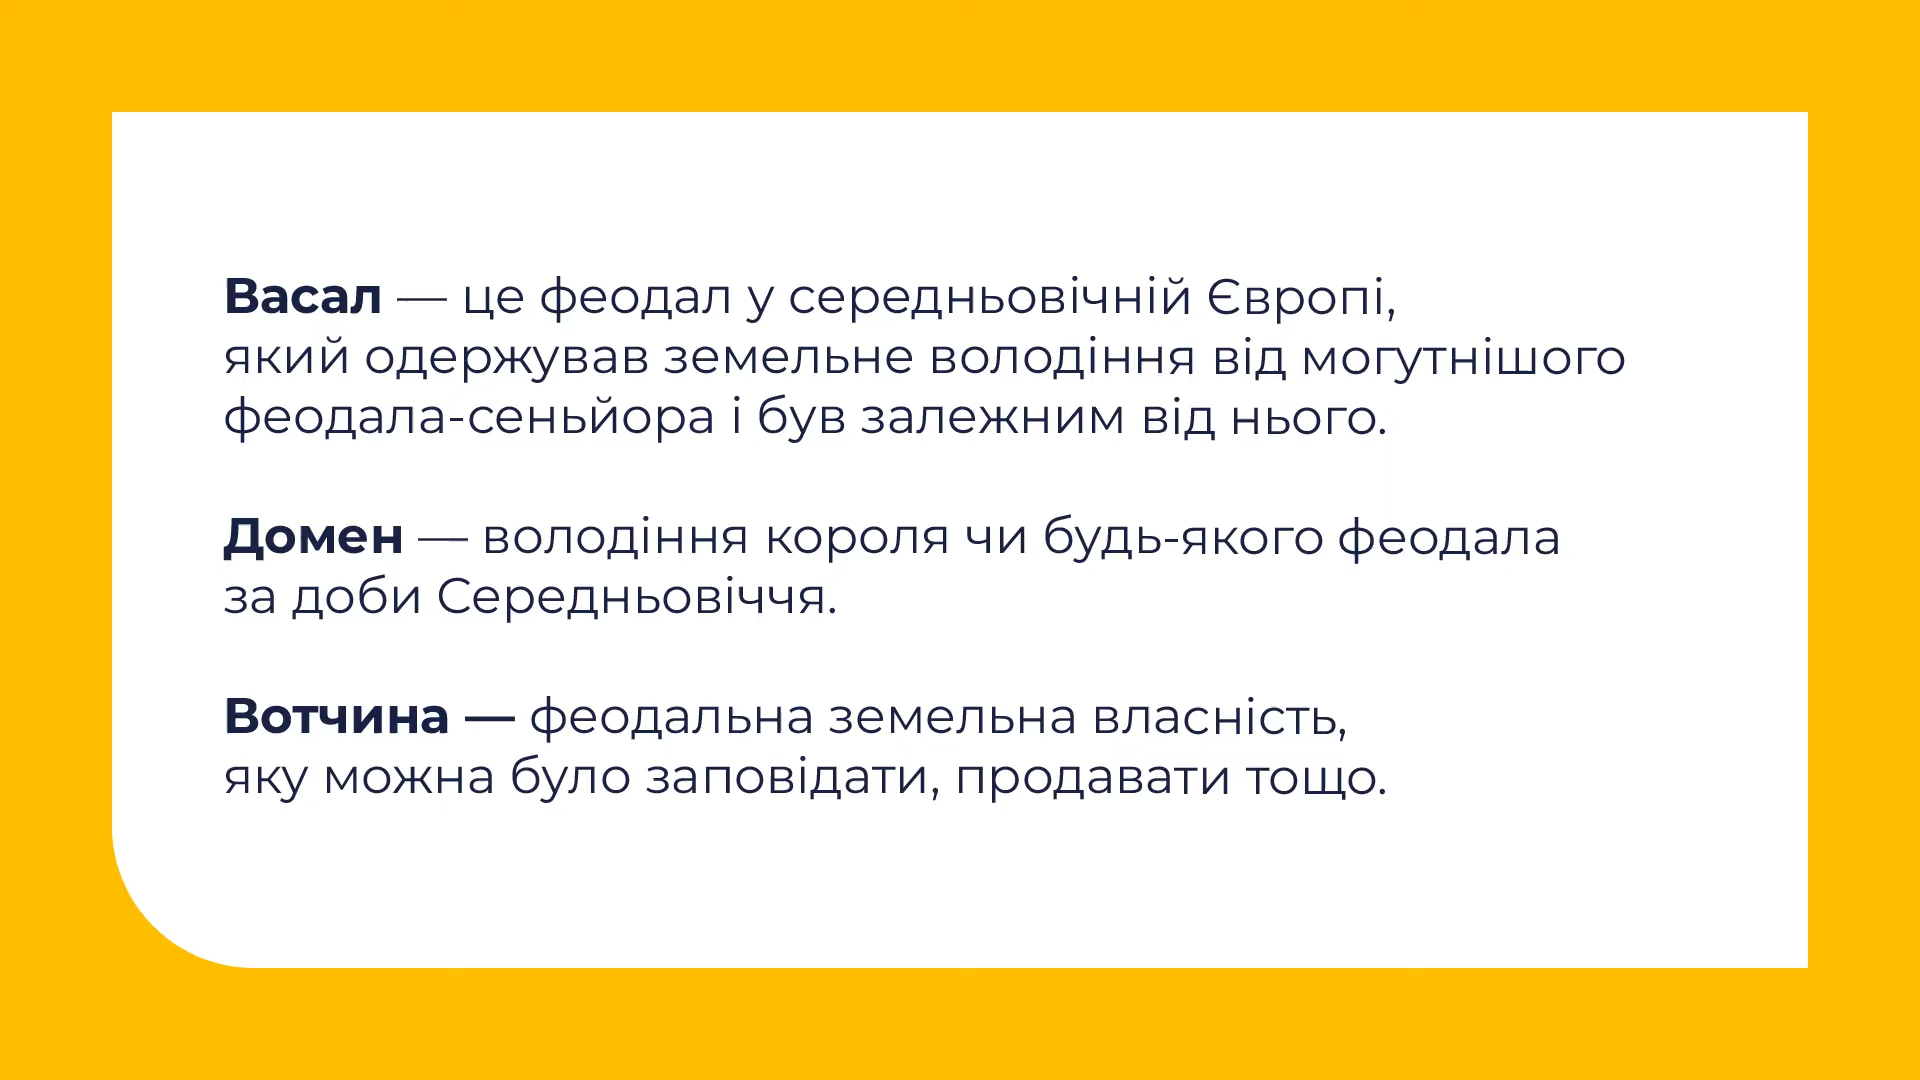 Васал — це феодал у середньовічній Європі,
який одержував земельне володіння від могутнішого
феодала-сеньйора і був залежним від нього.
Домен — володіння короля чи будь-якого феодала
за доби Середньовіччя.
Вотчина — феодальна земельна власність,
яку можна було заповідати, продавати тощо.